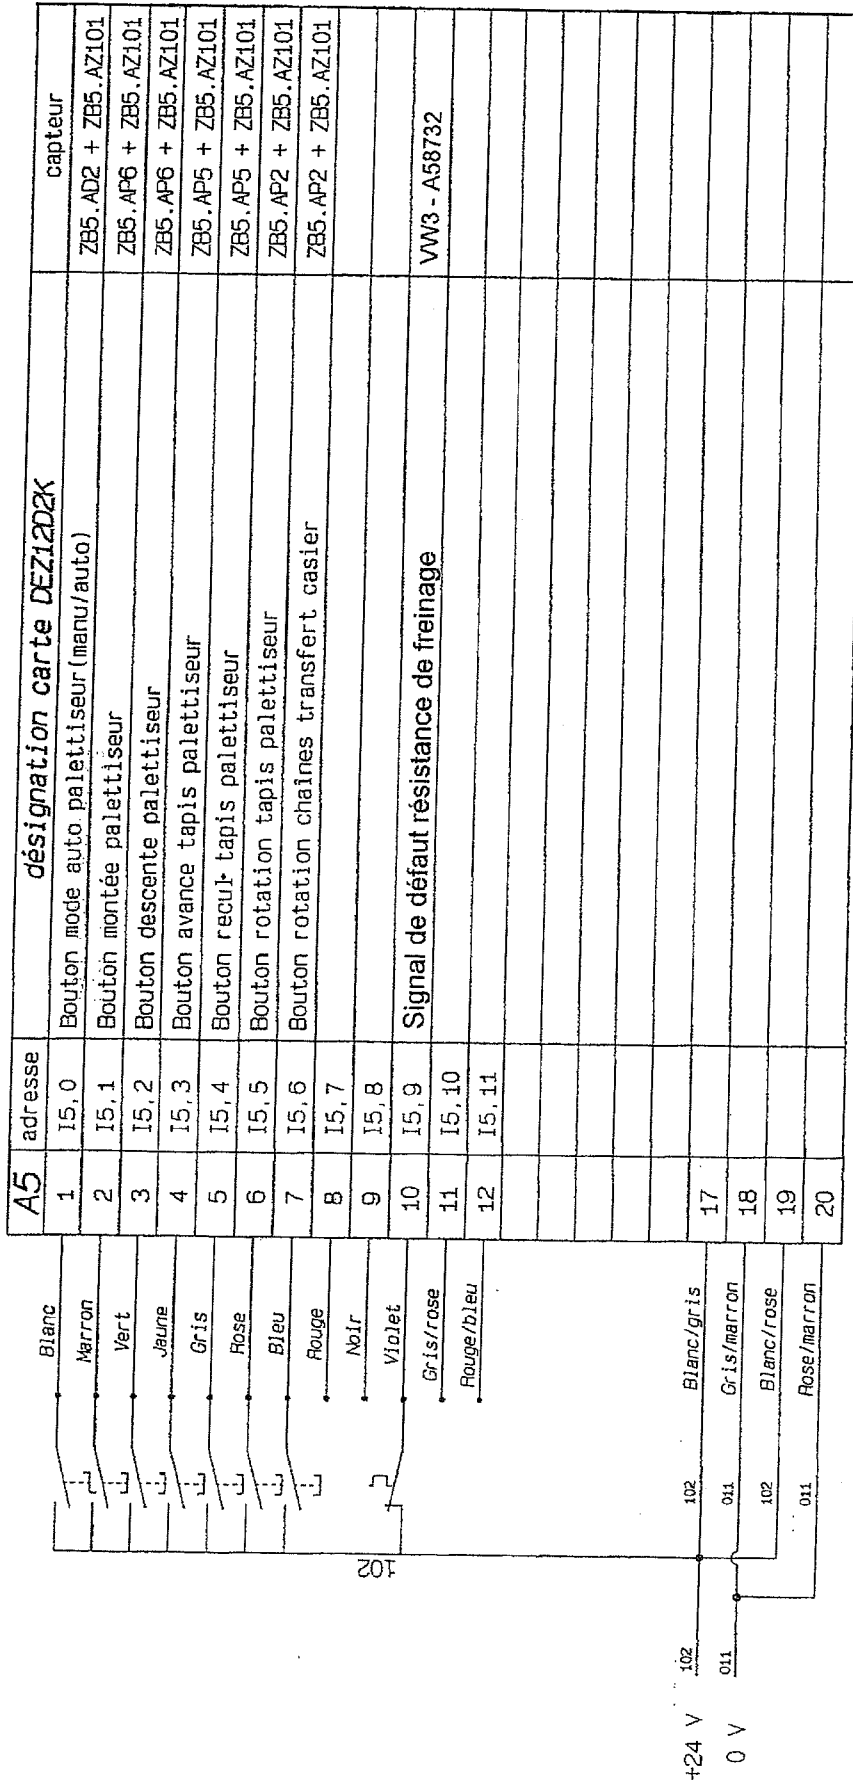 A5 adresse désignation carte DEZ12D2K capteur
Blanc 1 I5,0 Bouton mode auto palettiseur(manu/auto) ZB5.AD2 + ZB5.AZ101
Marron 2 I5,1 Bouton montée palettiseur ZB5.AP6 + ZB5.AZ101
Vert 3 I5,2 Bouton descente palettiseur ZB5.AP6 + ZB5.AZ101
Jaune 4 I5,3 Bouton avance tapis palettiseur ZB5.AP5 + ZB5.AZ101
Gris 5 I5,4 Bouton recul tapis palettiseur ZB5.AP5 + ZB5.AZ101
Rose 6 I5,5 Bouton rotation tapis palettiseur ZB5.AP2 + ZB5.AZ101
Bleu 7 I5,6 Bouton rotation chaînes transfert casier ZB5.AP2 + ZB5.AZ101
Rouge 8 I5,7
Noir 9 I5,8
Violet 10 I5,9 Signal de défaut résistance de freinage VW3 - A58732
Gris/rose 11 I5,10
Rouge/bleu 12 I5,11
102
+24 V 102 102 Blanc/gris 17
0 V 011 011 Gris/marron 18
102 Blanc/rose 19
011 Rose/marron 20